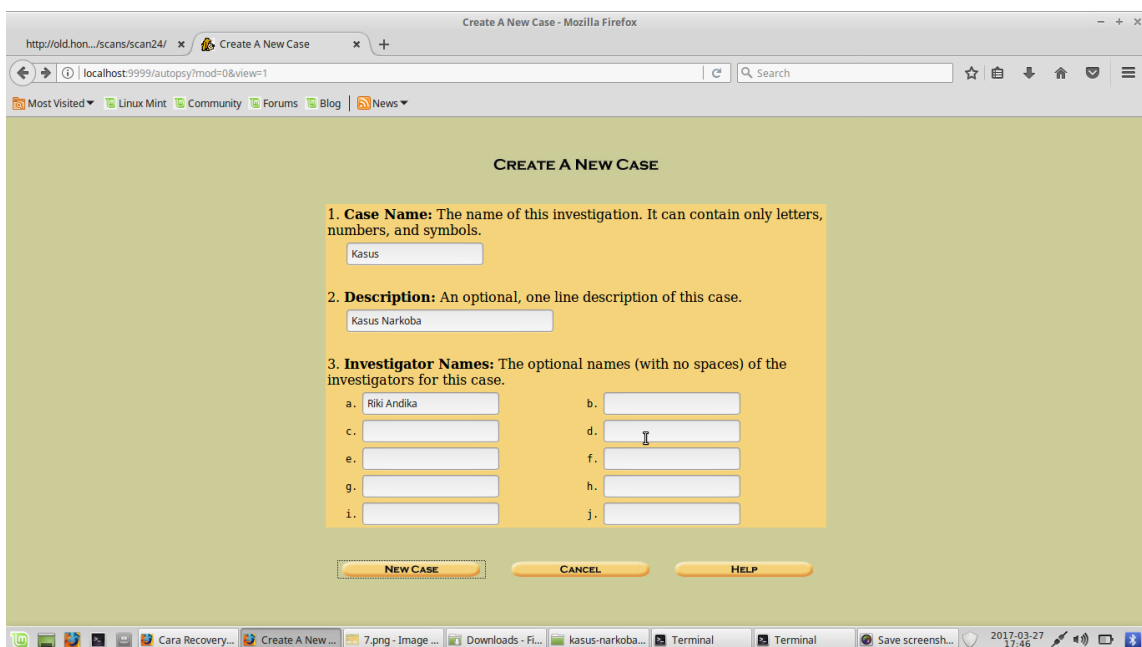 Create A New Case - Mozilla Firefox
http://old.hon.../scans/scan24/
Create A New Case
localhost:9999/autopsy?mod=0&view=1
Search
Most Visited
Linux Mint
Community
Forums
Blog
News
CREATE A NEW CASE
1. Case Name: The name of this investigation. It can contain only letters,
numbers, and symbols.
Kasus
2. Description: An optional, one line description of this case.
Kasus Narkoba
3. Investigator Names: The optional names (with no spaces) of the
investigators for this case.
a. Riki Andika b.
c. d.
e. f.
g. h.
i. j.
NEW CASE CANCEL HELP
Cara Recovery...
Create A New ...
7.png - Image ...
Downloads - Fi...
kasus-narkoba...
Terminal
Terminal
Save screensh...
2017-03-27
17:46